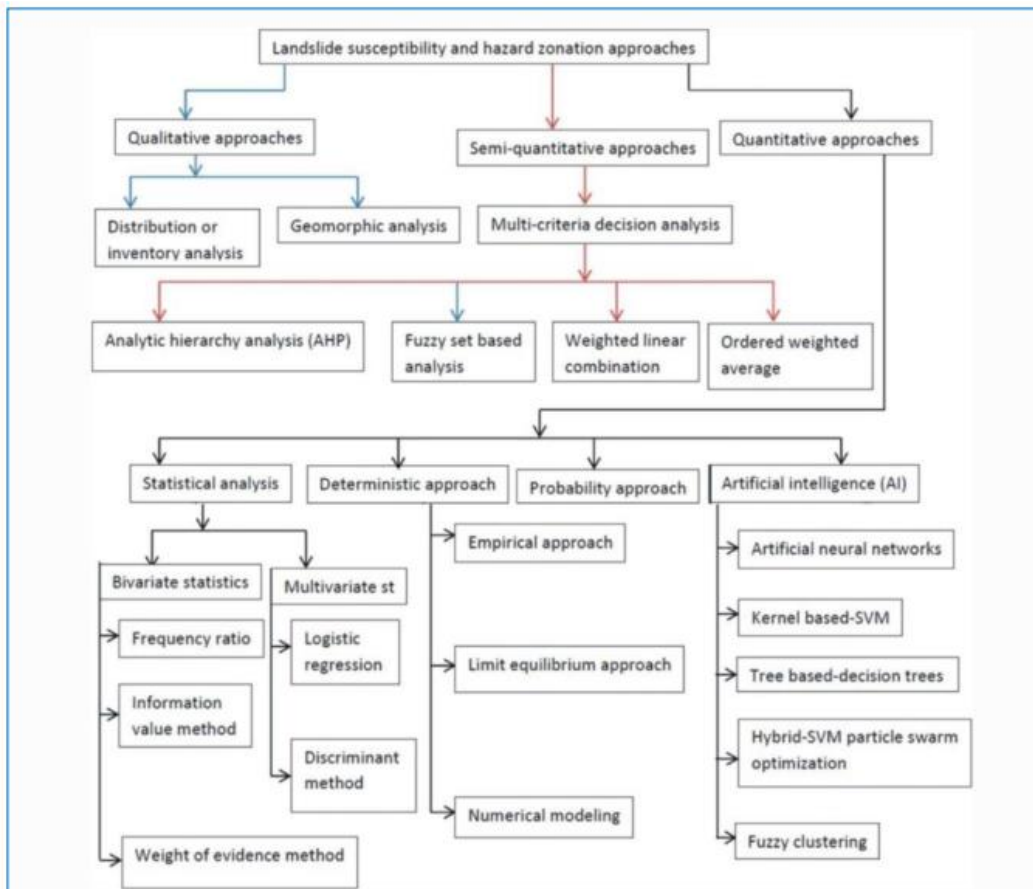 Landslide susceptibility and hazard zonation approaches
Qualitative approaches
Semi-quantitative approaches
Quantitative approaches
Distribution or
inventory analysis
Geomorphic analysis
Multi-criteria decision analysis
Analytic hierarchy analysis (AHP)
Fuzzy set based
analysis
Weighted linear
combination
Ordered weighted
average
Statistical analysis
Deterministic approach
Probability approach
Artificial intelligence (AI)
Bivariate statistics
Frequency ratio
Information
value method
Weight of evidence method
Multivariate st
Logistic
regression
Discriminant
method
Empirical approach
Limit equilibrium approach
Numerical modeling
Artificial neural networks
Kernel based-SVM
Tree based-decision trees
Hybrid-SVM particle swarm
optimization
Fuzzy clustering